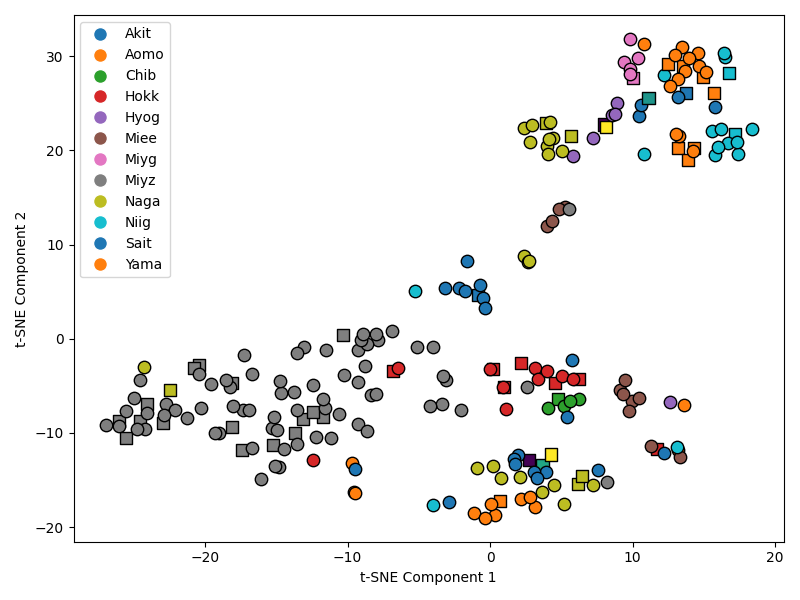 Akit
Aomo
Chib
Hokk
Hyog
Miee
Miyg
Miyz
Naga
Niig
Sait
Yama
30
20
10
0
−10
−20
t-SNE Component 2
−20
−10
0
10
20
t-SNE Component 1